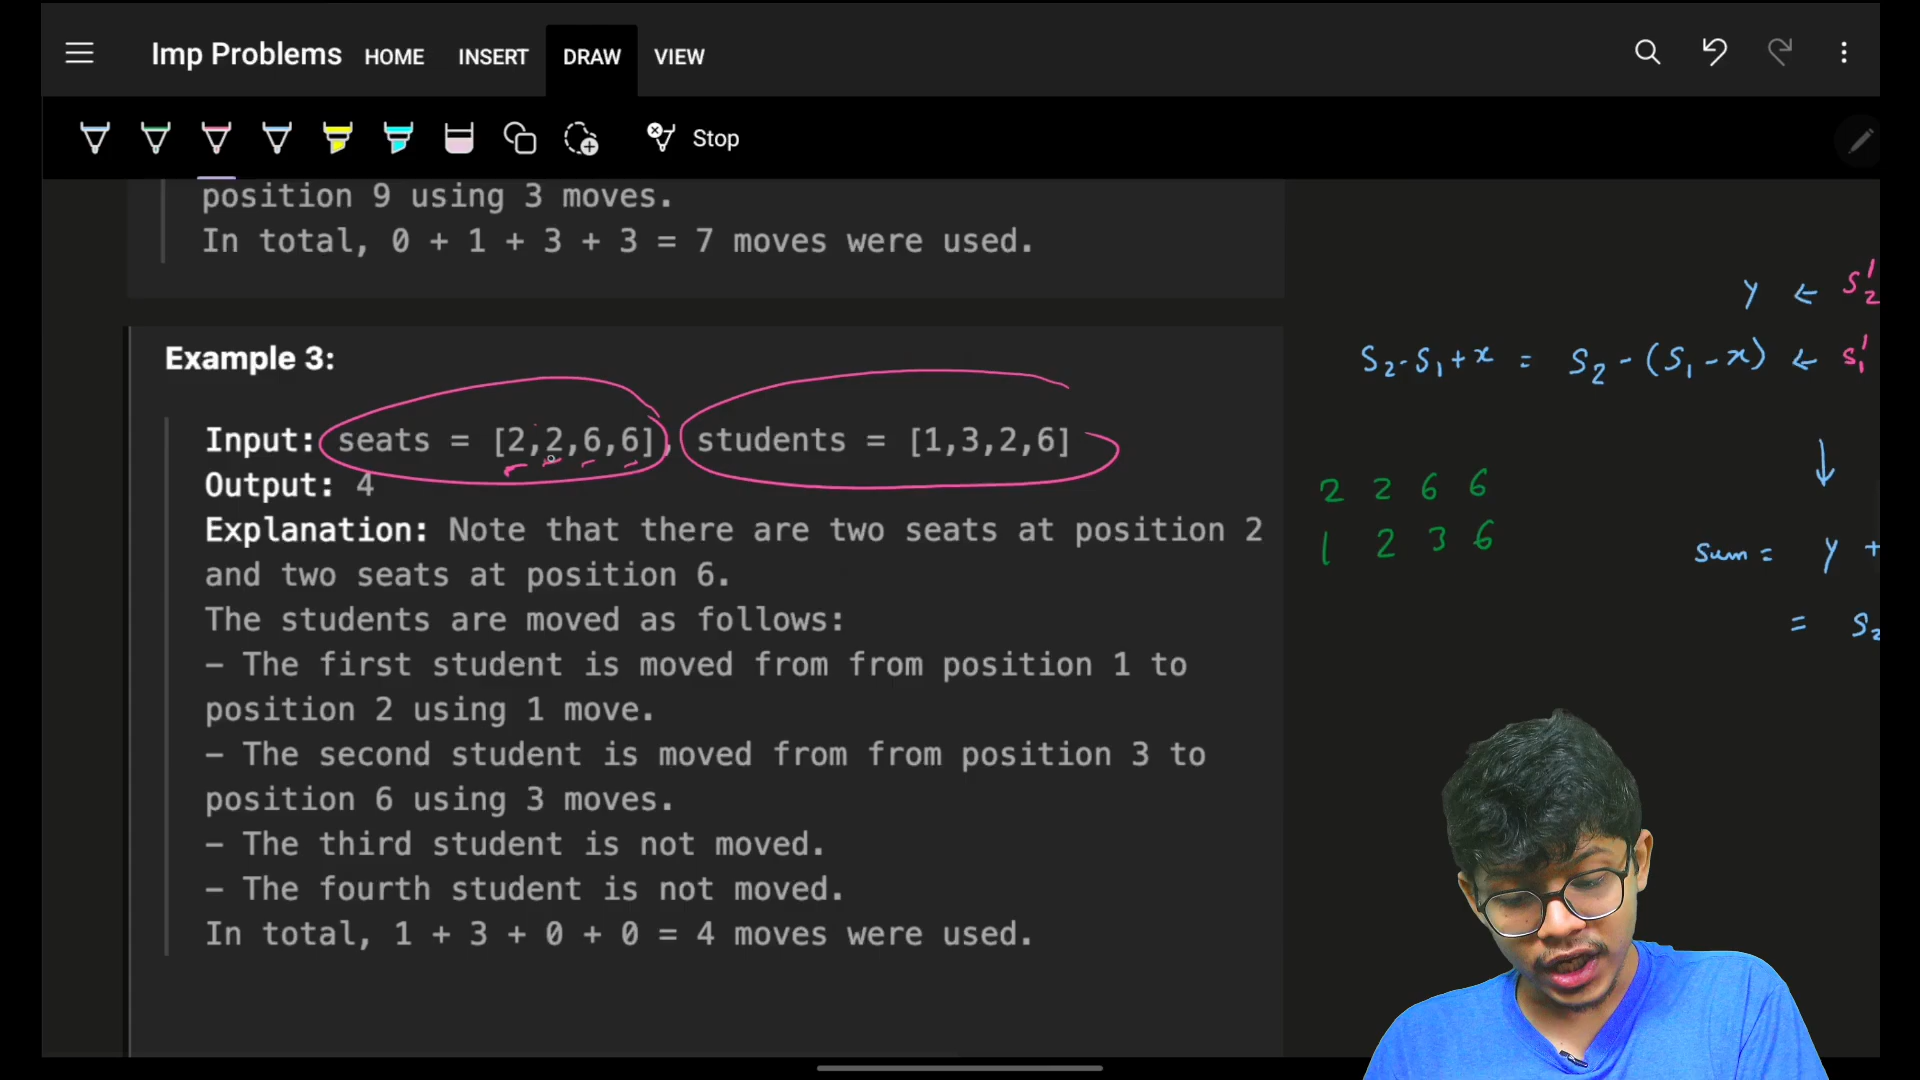 Imp Problems HOME INSERT DRAW VIEW
Stop
position 9 using 3 moves.
In total, 0 + 1 + 3 + 3 = 7 moves were used.
Example 3:
Input: seats = [2,2,6,6], students = [1,3,2,6]
Output: 4
Explanation: Note that there are two seats at position 2
and two seats at position 6.
The students are moved as follows:
– The first student is moved from from position 1 to
position 2 using 1 move.
– The second student is moved from from position 3 to
position 6 using 3 moves.
– The third student is not moved.
– The fourth student is not moved.
In total, 1 + 3 + 0 + 0 = 4 moves were used.
y ← S₂'
S₂-S₁+x = S₂-(S₁-x) ← S₁'
↓
2 2 6 6
1 2 3 6
sum = y +
= S₂